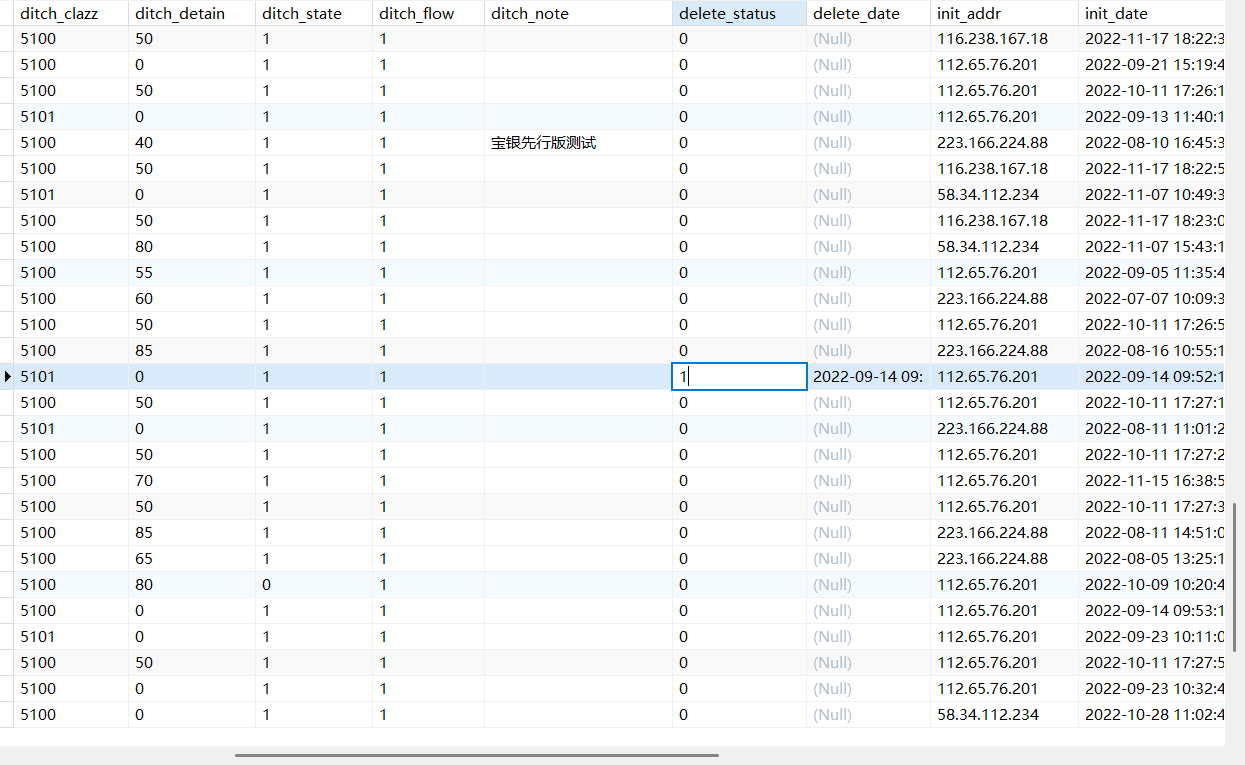 ditch_clazz ditch_detain ditch_state ditch_flow ditch_note delete_status delete_date init_addr init_date
5100 50 1 1 0 (Null) 116.238.167.18 2022-11-17 18:22:3
5100 0 1 1 0 (Null) 112.65.76.201 2022-09-21 15:19:4
5100 50 1 1 0 (Null) 112.65.76.201 2022-10-11 17:26:1
5101 0 1 1 0 (Null) 112.65.76.201 2022-09-13 11:40:1
5100 40 1 1 宝银先行版测试 0 (Null) 223.166.224.88 2022-08-10 16:45:3
5100 50 1 1 0 (Null) 116.238.167.18 2022-11-17 18:22:5
5101 0 1 1 0 (Null) 58.34.112.234 2022-11-07 10:49:3
5100 50 1 1 0 (Null) 116.238.167.18 2022-11-17 18:23:0
5100 80 1 1 0 (Null) 58.34.112.234 2022-11-07 15:43:1
5100 55 1 1 0 (Null) 112.65.76.201 2022-09-05 11:35:4
5100 60 1 1 0 (Null) 223.166.224.88 2022-07-07 10:09:3
5100 50 1 1 0 (Null) 112.65.76.201 2022-10-11 17:26:5
5100 85 1 1 0 (Null) 223.166.224.88 2022-08-16 10:55:1
5101 0 1 1 1 2022-09-14 09: 112.65.76.201 2022-09-14 09:52:1
5100 50 1 1 0 (Null) 112.65.76.201 2022-10-11 17:27:1
5101 0 1 1 0 (Null) 223.166.224.88 2022-08-11 11:01:2
5100 50 1 1 0 (Null) 112.65.76.201 2022-10-11 17:27:2
5100 70 1 1 0 (Null) 112.65.76.201 2022-11-15 16:38:5
5100 50 1 1 0 (Null) 112.65.76.201 2022-10-11 17:27:3
5100 85 1 1 0 (Null) 223.166.224.88 2022-08-11 14:51:0
5100 65 1 1 0 (Null) 223.166.224.88 2022-08-05 13:25:1
5100 80 0 1 0 (Null) 112.65.76.201 2022-10-09 10:20:4
5100 0 1 1 0 (Null) 112.65.76.201 2022-09-14 09:53:1
5101 0 1 1 0 (Null) 112.65.76.201 2022-09-23 10:11:0
5100 50 1 1 0 (Null) 112.65.76.201 2022-10-11 17:27:5
5100 0 1 1 0 (Null) 112.65.76.201 2022-09-23 10:32:4
5100 0 1 1 0 (Null) 58.34.112.234 2022-10-28 11:02:4